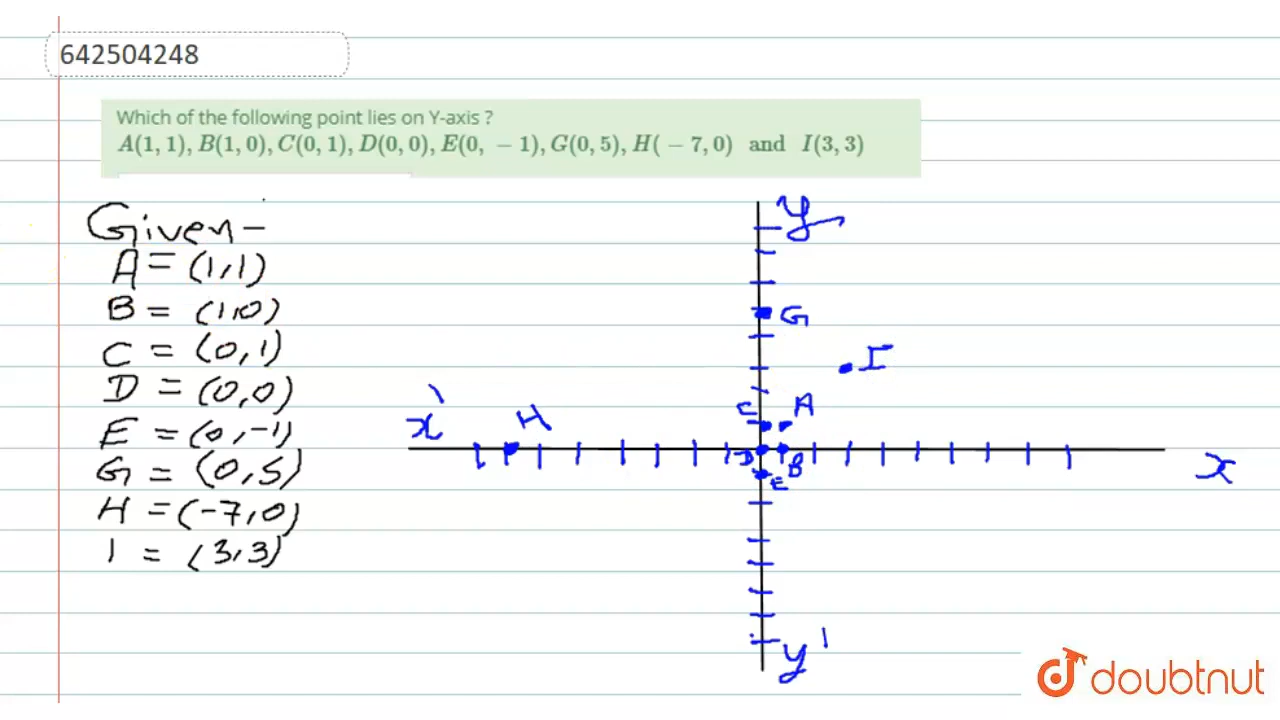 642504248
Which of the following point lies on Y-axis ?
A(1, 1), B(1, 0), C(0, 1), D(0, 0), E(0, − 1), G(0, 5), H( − 7, 0) and I(3, 3)
Given-
A = (1,1)
B = (1,0)
C = (0,1)
D = (0,0)
E = (0,-1)
G = (0,5)
H = (-7,0)
I = (3,3)
Y
G
I
C A
H
x'
D B
E
x
y'
doubtnut